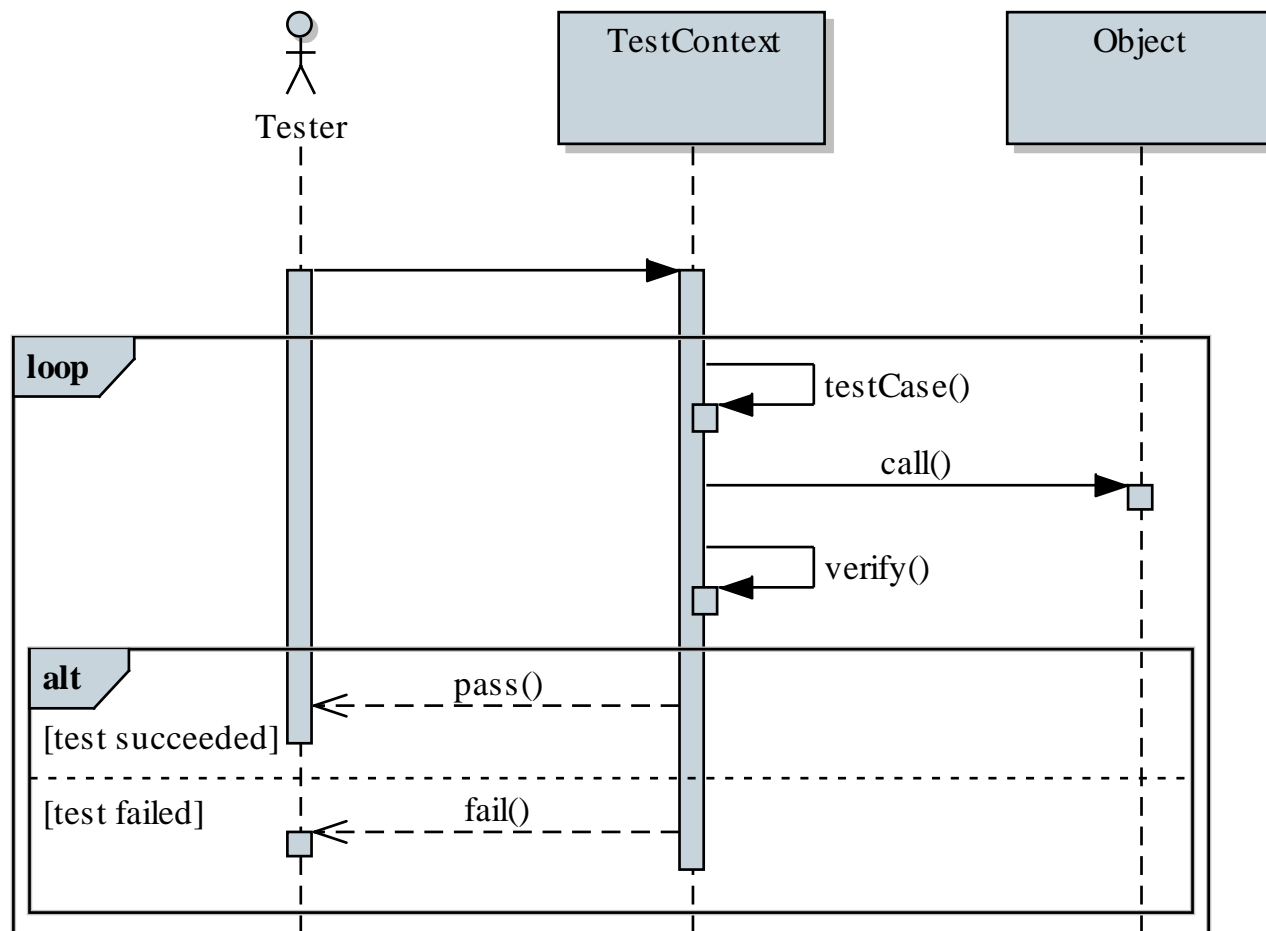 TestContext
Object
Tester
loop
testCase()
call()
verify()
alt
pass()
[test succeeded]
[test failed]
fail()